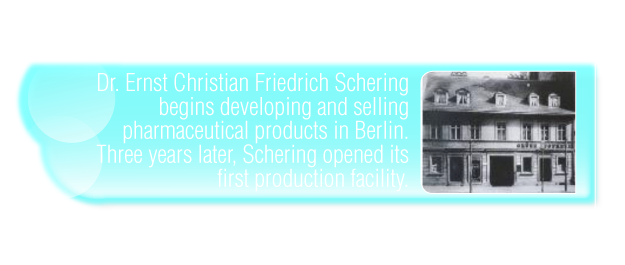 Dr. Ernst Christian Friedrich Schering
begins developing and selling
pharmaceutical products in Berlin.
Three years later, Schering opened its
first production facility.